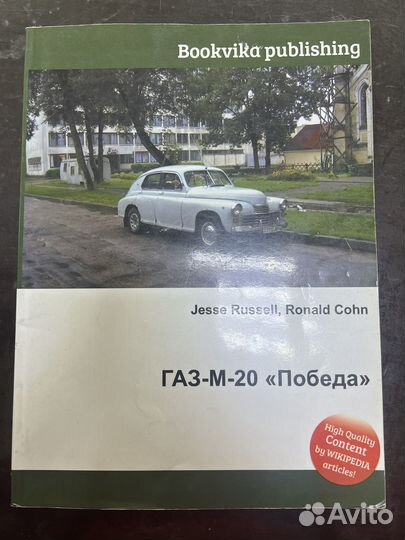 Bookvika publishing
Jesse Russell, Ronald Cohn
ГАЗ-М-20 «Победа»
High Quality
Content
by WIKIPEDIA
articles!
Avito